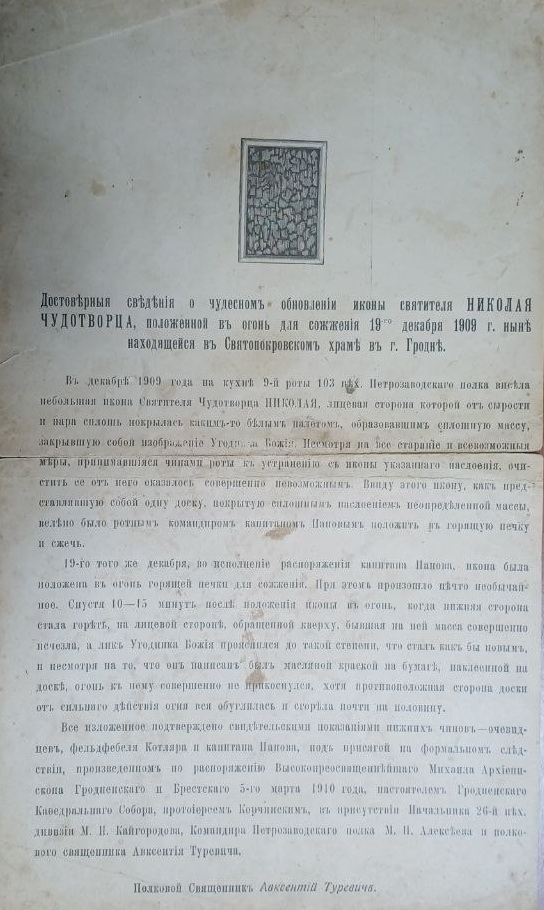 Достовѣрныя свѣдѣнія о чудесномъ обновленіи иконы святителя НИКОЛАЯ
ЧУДОТВОРЦА, положенной въ огонь для сожженія 19-го декабря 1909 г. нынѣ
находящейся въ Святопокровскомъ храмѣ въ г. Гроднѣ.
Въ декабрѣ 1909 года на кухнѣ 9-й роты 103 пѣх. Петрозаводскаго полка висѣла
небольшая икона Святителя Чудотворца НИКОЛАЯ, лицевая сторона которой отъ сырости
и пара сплошь покрылась какимъ-то бѣлымъ налетомъ, образовавшимъ сплошную массу,
закрывшую собой изображеніе Божія. Несмотря на все стараніе и всевозможныя
мѣры, принимавшіяся чинами роты къ устраненію съ иконы указаннаго наслоенія, очи-
стить ее отъ него оказалось совершенно невозможнымъ. Ввиду этого икону, какъ пред-
ставлявшую собой одну доску, покрытую сплошнымъ наслоеніемъ неопредѣленной массы,
велѣно было ротнымъ командиромъ капитаномъ Пановымъ положить въ горящую печку
и сжечь.
19-го того же декабря, во исполненіе распоряженія капитана Панова, икона была
положена въ огонь горящей печки для сожженія. При этомъ произошло нѣчто необычай-
ное. Спустя 10—15 минутъ послѣ положенія иконы въ огонь, когда нижняя сторона
стала горѣть, на лицевой сторонѣ, обращенной кверху, бывшая на ней масса совершенно
исчезла, а ликъ Угодника Божія прояснился до такой степени, что сталъ какъ бы новымъ,
и несмотря на то, что онъ написанъ былъ масляной краской на бумагѣ, наклеенной на
доскѣ, огонь къ нему совершенно не прикоснулся, хотя противоположная сторона доски
отъ сильнаго дѣйствія огня вся обуглилась и сгорѣла почти на половину.
Все изложенное подтверждено свидѣтельскими показаніями нижнихъ чиновъ—очевид-
цевъ, фельдфебеля Котляра и капитана Панова, подъ присягой на формальномъ слѣд-
ствіи, произведенномъ по распоряженію Высокопреосвященнѣйшаго Михаила Архіепи-
скопа Гродненскаго и Брестскаго 5-го марта 1910 года, настоятелемъ Гродненскаго
Каѳедральнаго Собора, протоіереемъ Корчинскимъ, въ присутствіи Начальника 26-й пѣх.
дивизіи М. Н. Кайгородова, Командира Петрозаводскаго полка М. П. Алексѣева и полко-
вого священника Авксентія Туревича.
Полковой Священникъ Авксентій Туревичъ.